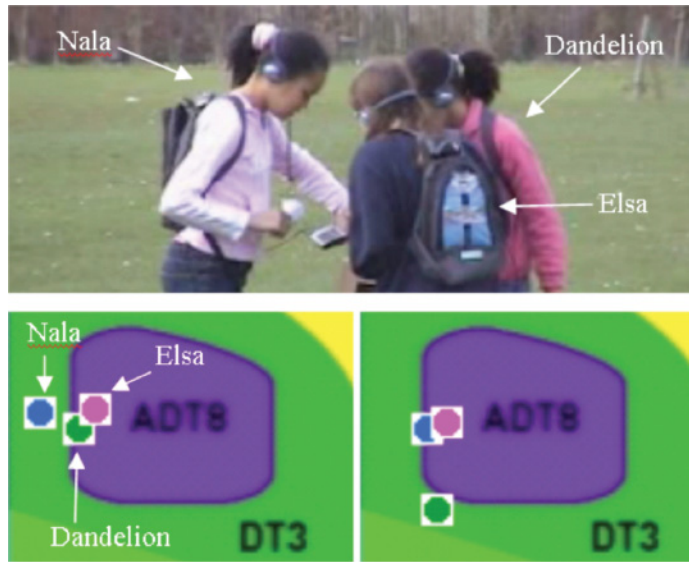 Nala
Dandelion
Elsa
Nala
Elsa
ADT8
Dandelion
DT3
ADT8
DT3